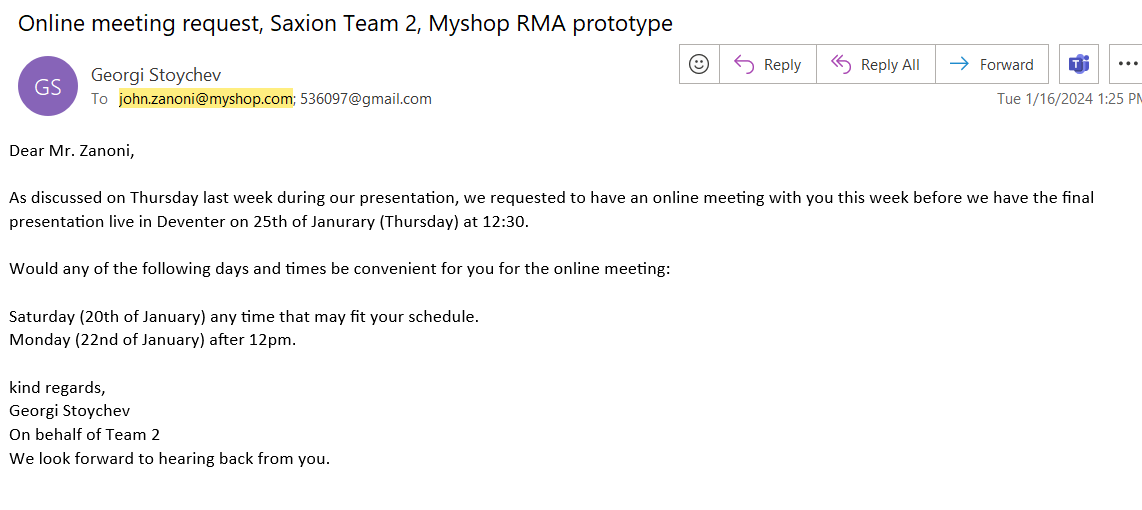 Online meeting request, Saxion Team 2, Myshop RMA prototype
GS
Georgi Stoychev
To john.zanoni@myshop.com; 536097@gmail.com
Reply
Reply All
Forward
Tue 1/16/2024 1:25 PM
Dear Mr. Zanoni,
As discussed on Thursday last week during our presentation, we requested to have an online meeting with you this week before we have the final
presentation live in Deventer on 25th of Janurary (Thursday) at 12:30.
Would any of the following days and times be convenient for you for the online meeting:
Saturday (20th of January) any time that may fit your schedule.
Monday (22nd of January) after 12pm.
kind regards,
Georgi Stoychev
On behalf of Team 2
We look forward to hearing back from you.